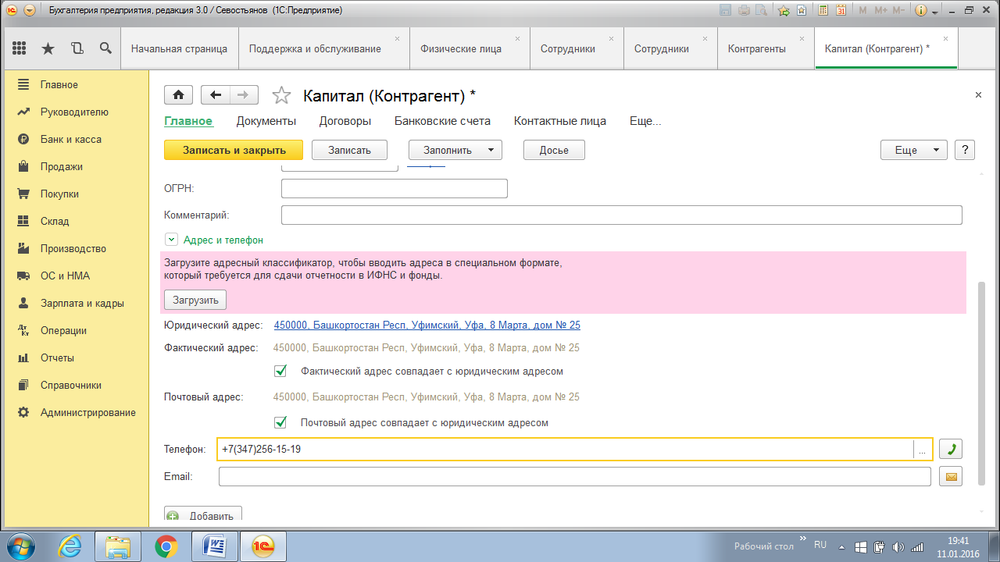 Бухгалтерия предприятия, редакция 3.0 / Севостьянов (1С:Предприятие)
M M+ M-
Начальная страница
Поддержка и обслуживание
Физические лица
Сотрудники
Сотрудники
Контрагенты
Капитал (Контрагент) *
Главное
Руководителю
Банк и касса
Продажи
Покупки
Склад
Производство
ОС и НМА
Зарплата и кадры
Операции
Отчеты
Справочники
Администрирование
Капитал (Контрагент) *
Главное Документы Договоры Банковские счета Контактные лица Еще...
Записать и закрыть Записать Заполнить Досье Еще ?
ОГРН:
Комментарий:
Адрес и телефон
Загрузите адресный классификатор, чтобы вводить адреса в специальном формате,
который требуется для сдачи отчетности в ИФНС и фонды.
Загрузить
Юридический адрес: 450000, Башкортостан Респ, Уфимский, Уфа, 8 Марта, дом № 25
Фактический адрес: 450000, Башкортостан Респ, Уфимский, Уфа, 8 Марта, дом № 25
Фактический адрес совпадает с юридическим адресом
Почтовый адрес: 450000, Башкортостан Респ, Уфимский, Уфа, 8 Марта, дом № 25
Почтовый адрес совпадает с юридическим адресом
Телефон: +7(347)256-15-19 ...
Email:
Добавить
Рабочий стол » RU 19:41
11.01.2016